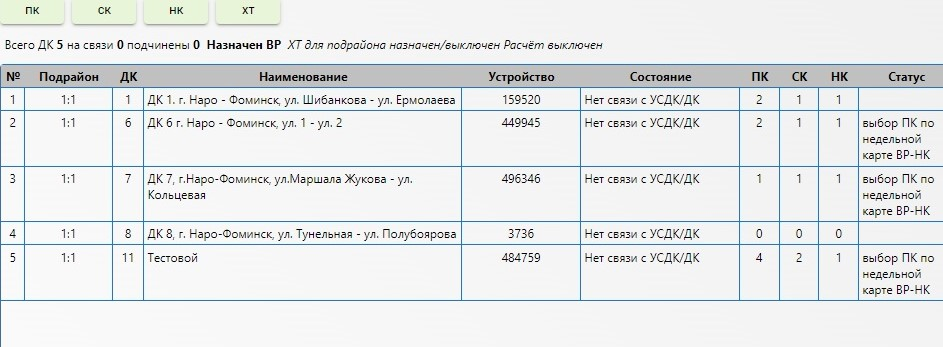 ПК СК НК ХТ
Всего ДК 5 на связи 0 подчинены 0 Назначен ВР ХТ для подрайона назначен/выключен Расчёт выключен
№ Подрайон ДК Наименование Устройство Состояние ПК СК НК Статус
1 1:1 1 ДК 1. г. Наро - Фоминск, ул. Шибанкова - ул. Ермолаева 159520 Нет связи с УСДК/ДК 2 1 1
2 1:1 6 ДК 6 г. Наро - Фоминск, ул. 1 - ул. 2 449945 Нет связи с УСДК/ДК 2 1 1 выбор ПК по
недельной
карте ВР-НК
3 1:1 7 ДК 7, г.Наро-Фоминск, ул.Маршала Жукова - ул. 496346 Нет связи с УСДК/ДК 1 1 1 выбор ПК по
Кольцевая недельной
карте ВР-НК
4 1:1 8 ДК 8, г. Наро-Фоминск, ул. Тунельная - ул. Полубоярова 3736 Нет связи с УСДК/ДК 0 0 0
5 1:1 11 Тестовой 484759 Нет связи с УСДК/ДК 4 2 1 выбор ПК по
недельной
карте ВР-НК